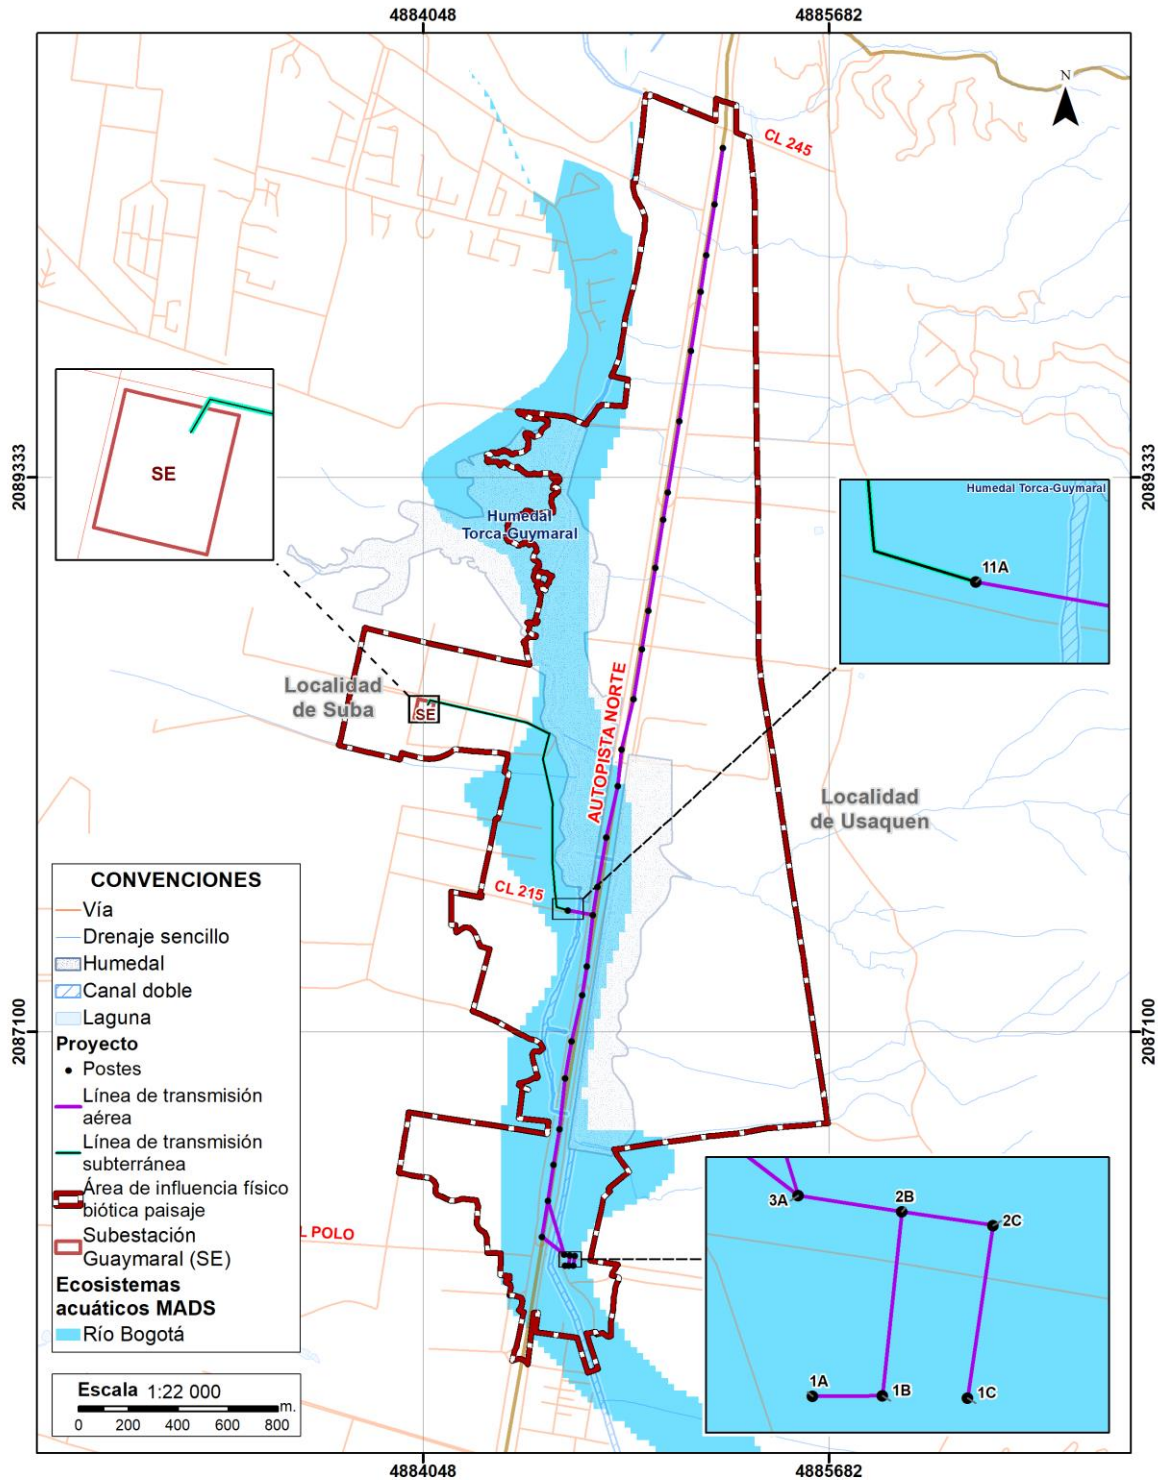 4884048
4885682
N
CL 245
2089333
2089333
SE
Humedal Torca-Guymaral
11A
Humedal
Torca-Guymaral
Localidad
de Suba
SE
AUTOPISTA NORTE
Localidad
de Usaquen
CL 215
CONVENCIONES
Vía
Drenaje sencillo
Humedal
Canal doble
Laguna
Proyecto
Postes
Línea de transmisión
aérea
Línea de transmisión
subterránea
Área de influencia físico
biótica paisaje
Subestación
Guaymaral (SE)
Ecosistemas
acuáticos MADS
Río Bogotá
2087100
2087100
L POLO
3A
2B
2C
1A
1B
1C
Escala 1:22 000
0 200 400 600 800 m.
4884048
4885682